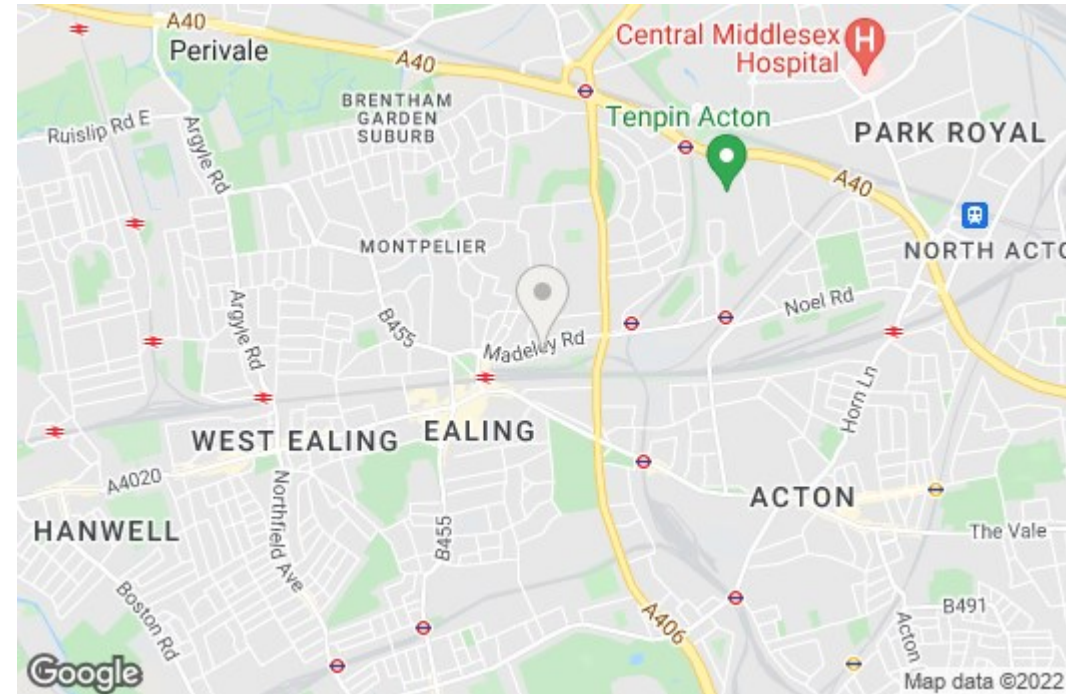 A40
Perivale
A40
Central Middlesex
Hospital
H
BRENTHAM
GARDEN
SUBURB
Tenpin Acton
Ruislip Rd E
Argyle Rd
PARK ROYAL
A40
MONTPELIER
NORTH ACTO
Argyle Rd
B455
Noel Rd
Madeley Rd
Horn Ln
WEST EALING
EALING
A4020
Northfield Ave
ACTON
HANWELL
B455
The Vale
Boston Rd
A406
B491
Acton
Google
Map data ©2022